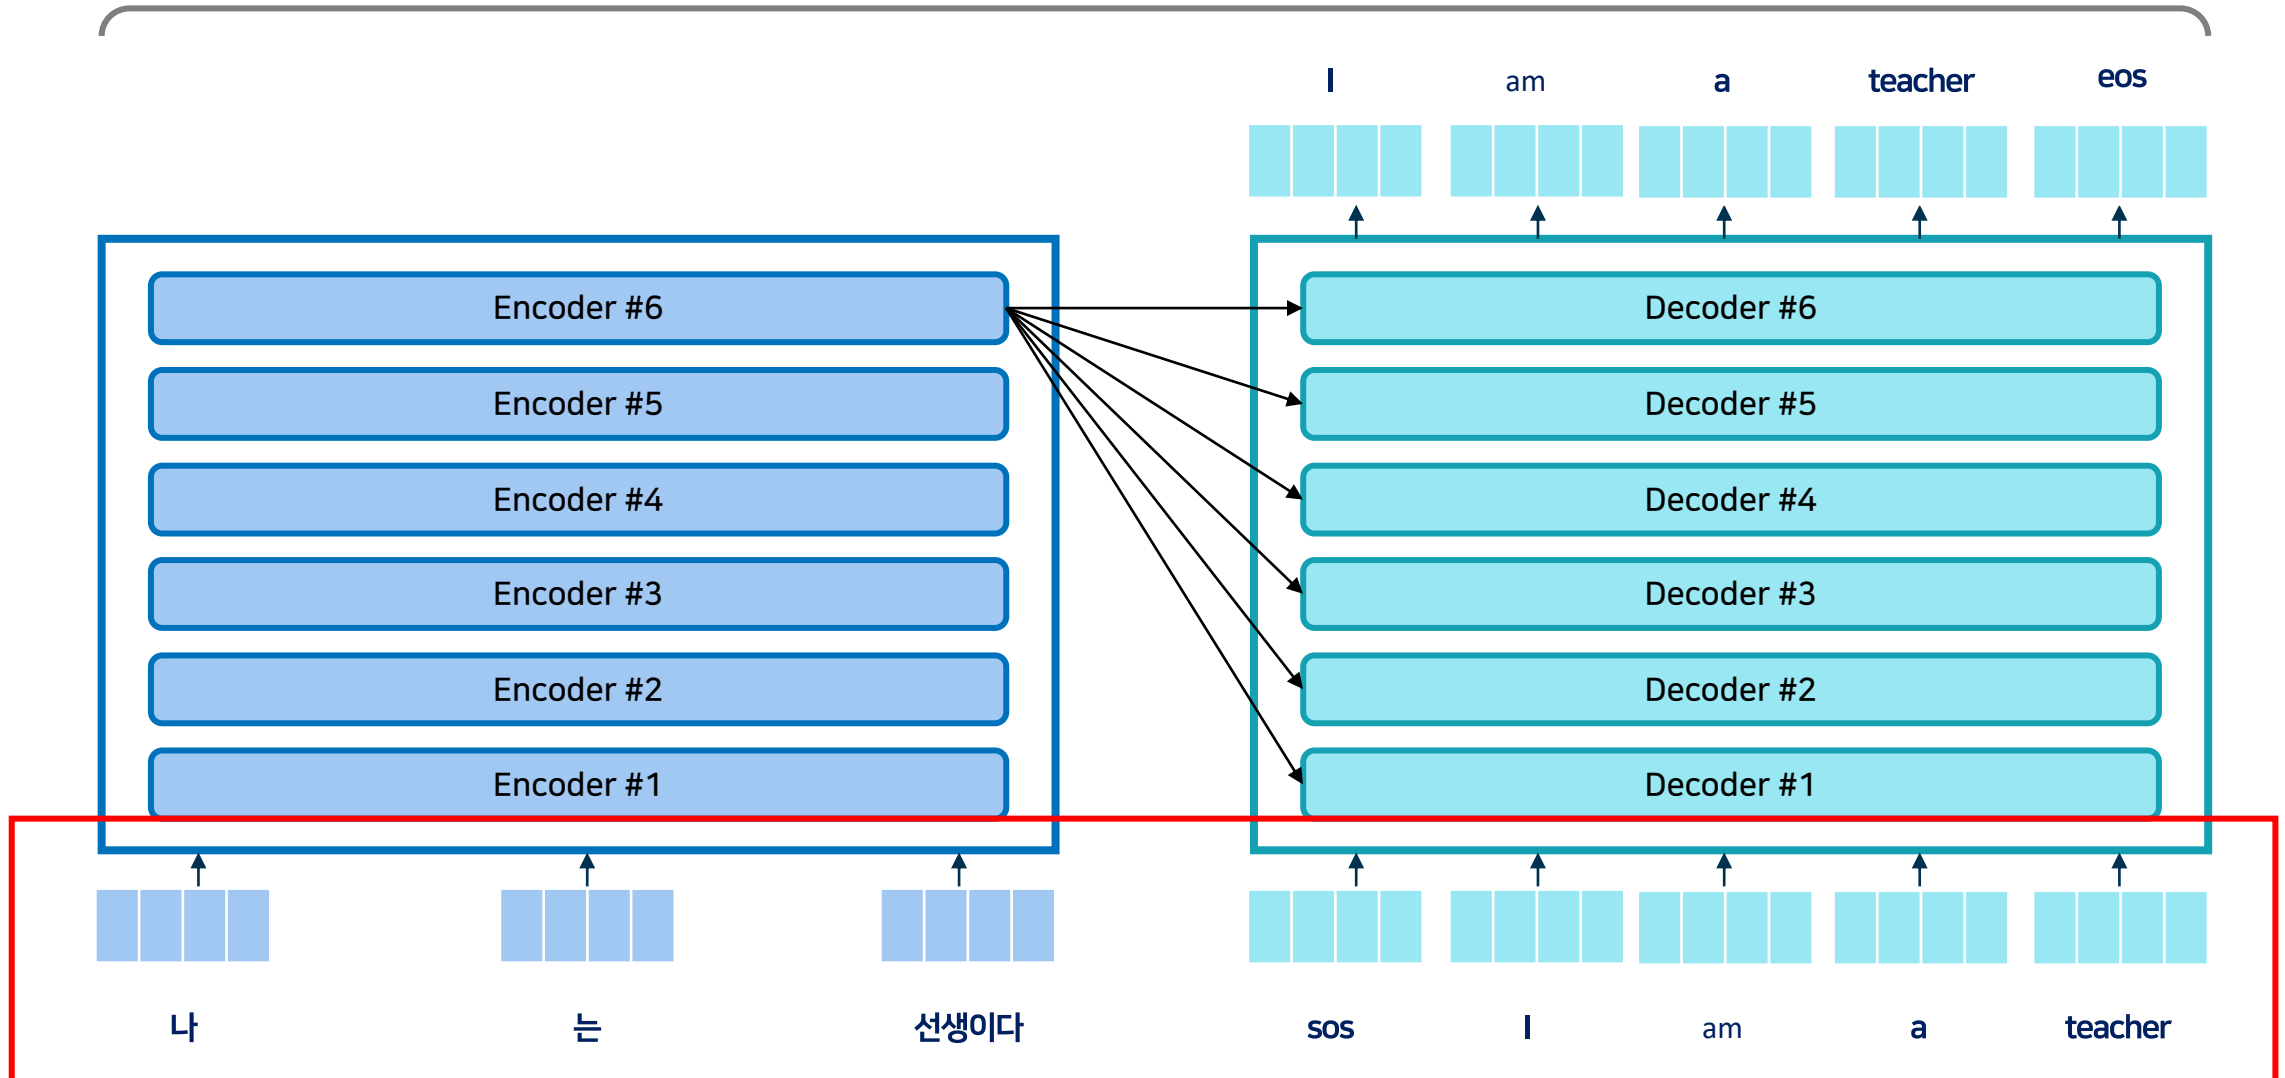 I am a teacher eos
Encoder #6
Encoder #5
Encoder #4
Encoder #3
Encoder #2
Encoder #1
Decoder #6
Decoder #5
Decoder #4
Decoder #3
Decoder #2
Decoder #1
나 는 선생이다
sos I am a teacher